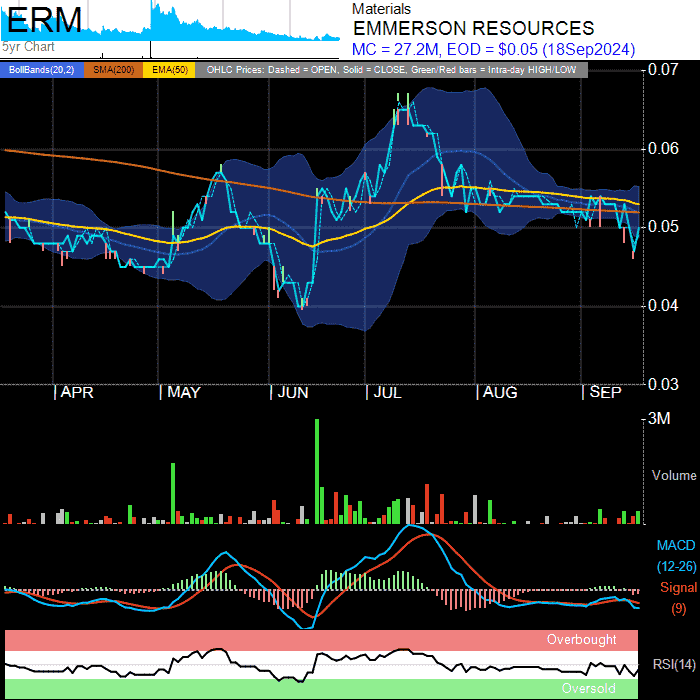 ERM
5yr Chart
Materials
EMMERSON RESOURCES
MC = 27.2M, EOD = $0.05 (18Sep2024)
BollBands(20,2) SMA(200) EMA(50) OHLC Prices: Dashed = OPEN, Solid = CLOSE, Green/Red bars = Intra-day HIGH/LOW
0.07
0.06
0.05
0.04
0.03
APR MAY JUN JUL AUG SEP
3M
Volume
MACD
(12-26)
Signal
(9)
Overbought
RSI(14)
Oversold